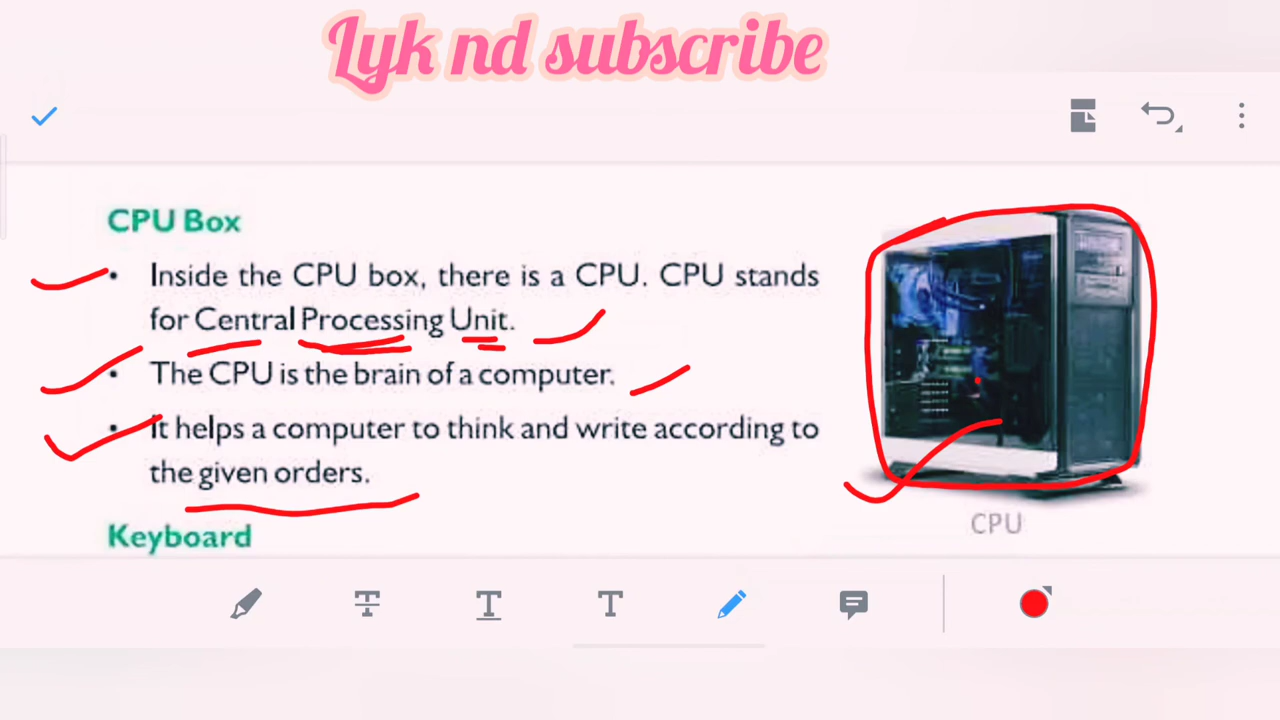 Lyk nd subscribe
CPU Box
• Inside the CPU box, there is a CPU. CPU stands
for Central Processing Unit.
• The CPU is the brain of a computer.
• It helps a computer to think and write according to
the given orders.
CPU
Keyboard